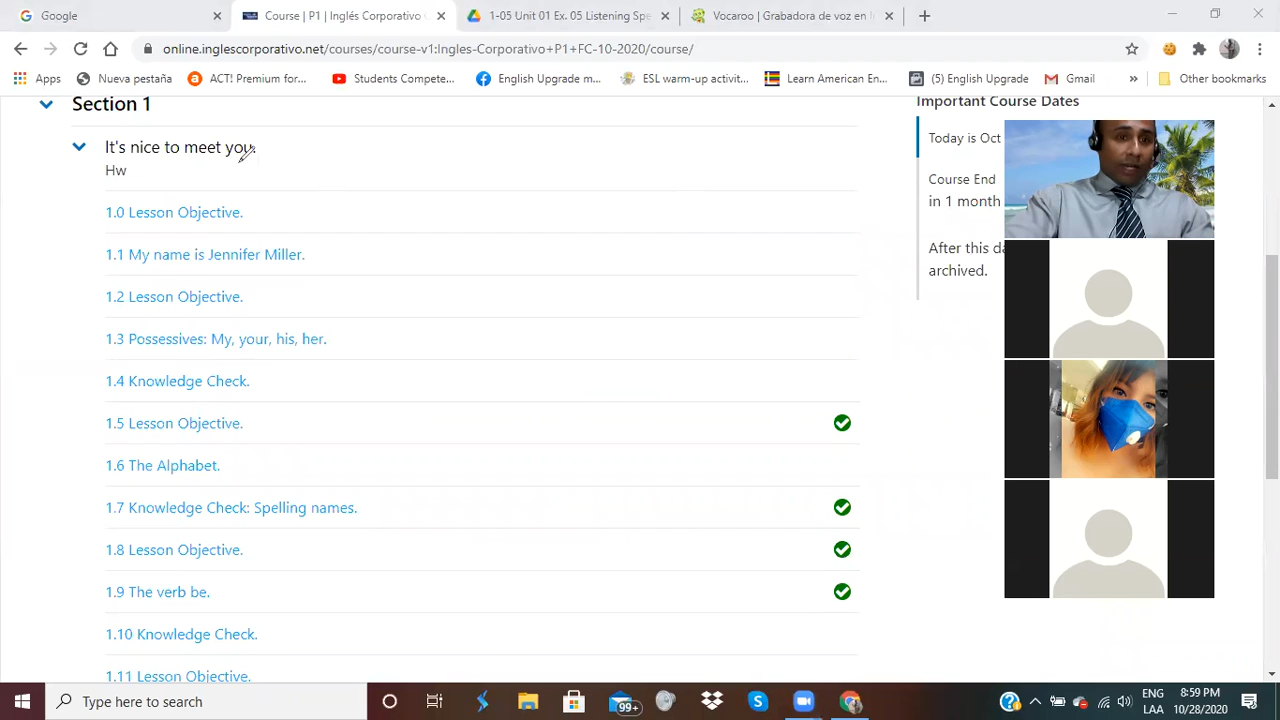 Google
Course | P1 | Inglés Corporativo
1-05 Unit 01 Ex. 05 Listening Spe
Vocaroo | Grabadora de voz en l
online.inglescorporativo.net/courses/course-v1:Ingles-Corporativo+P1+FC-10-2020/course/
Apps
Nueva pestaña
ACT! Premium for...
Students Compete...
English Upgrade m...
ESL warm-up activit...
Learn American En...
(5) English Upgrade
Gmail
»
Other bookmarks
Section 1
It's nice to meet you.
Hw
1.0 Lesson Objective.
1.1 My name is Jennifer Miller.
1.2 Lesson Objective.
1.3 Possessives: My, your, his, her.
1.4 Knowledge Check.
1.5 Lesson Objective.
1.6 The Alphabet.
1.7 Knowledge Check: Spelling names.
1.8 Lesson Objective.
1.9 The verb be.
1.10 Knowledge Check.
1.11 Lesson Objective.
Important Course Dates
Today is Oct
Course End
in 1 month
After this da
archived.
Type here to search
99+
ENG
LAA
8:59 PM
10/28/2020